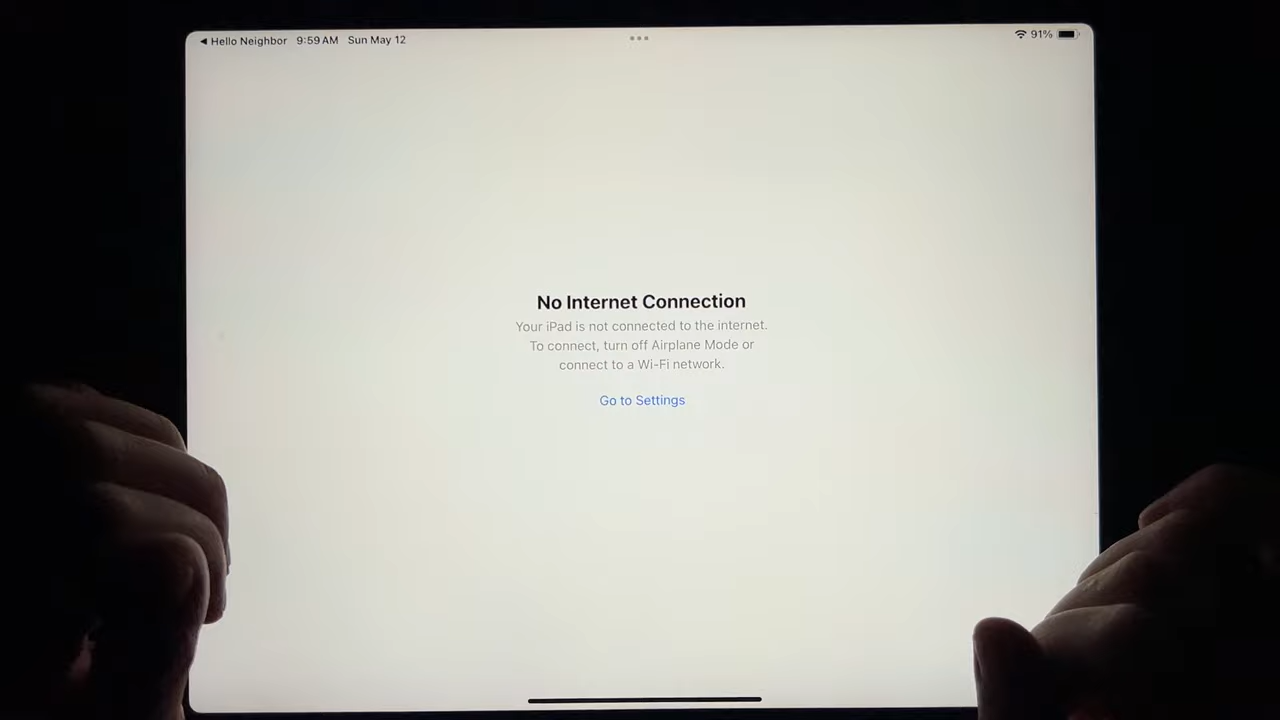 ◀ Hello Neighbor 9:59 AM Sun May 12
91%
No Internet Connection
Your iPad is not connected to the internet.
To connect, turn off Airplane Mode or
connect to a Wi-Fi network.
Go to Settings